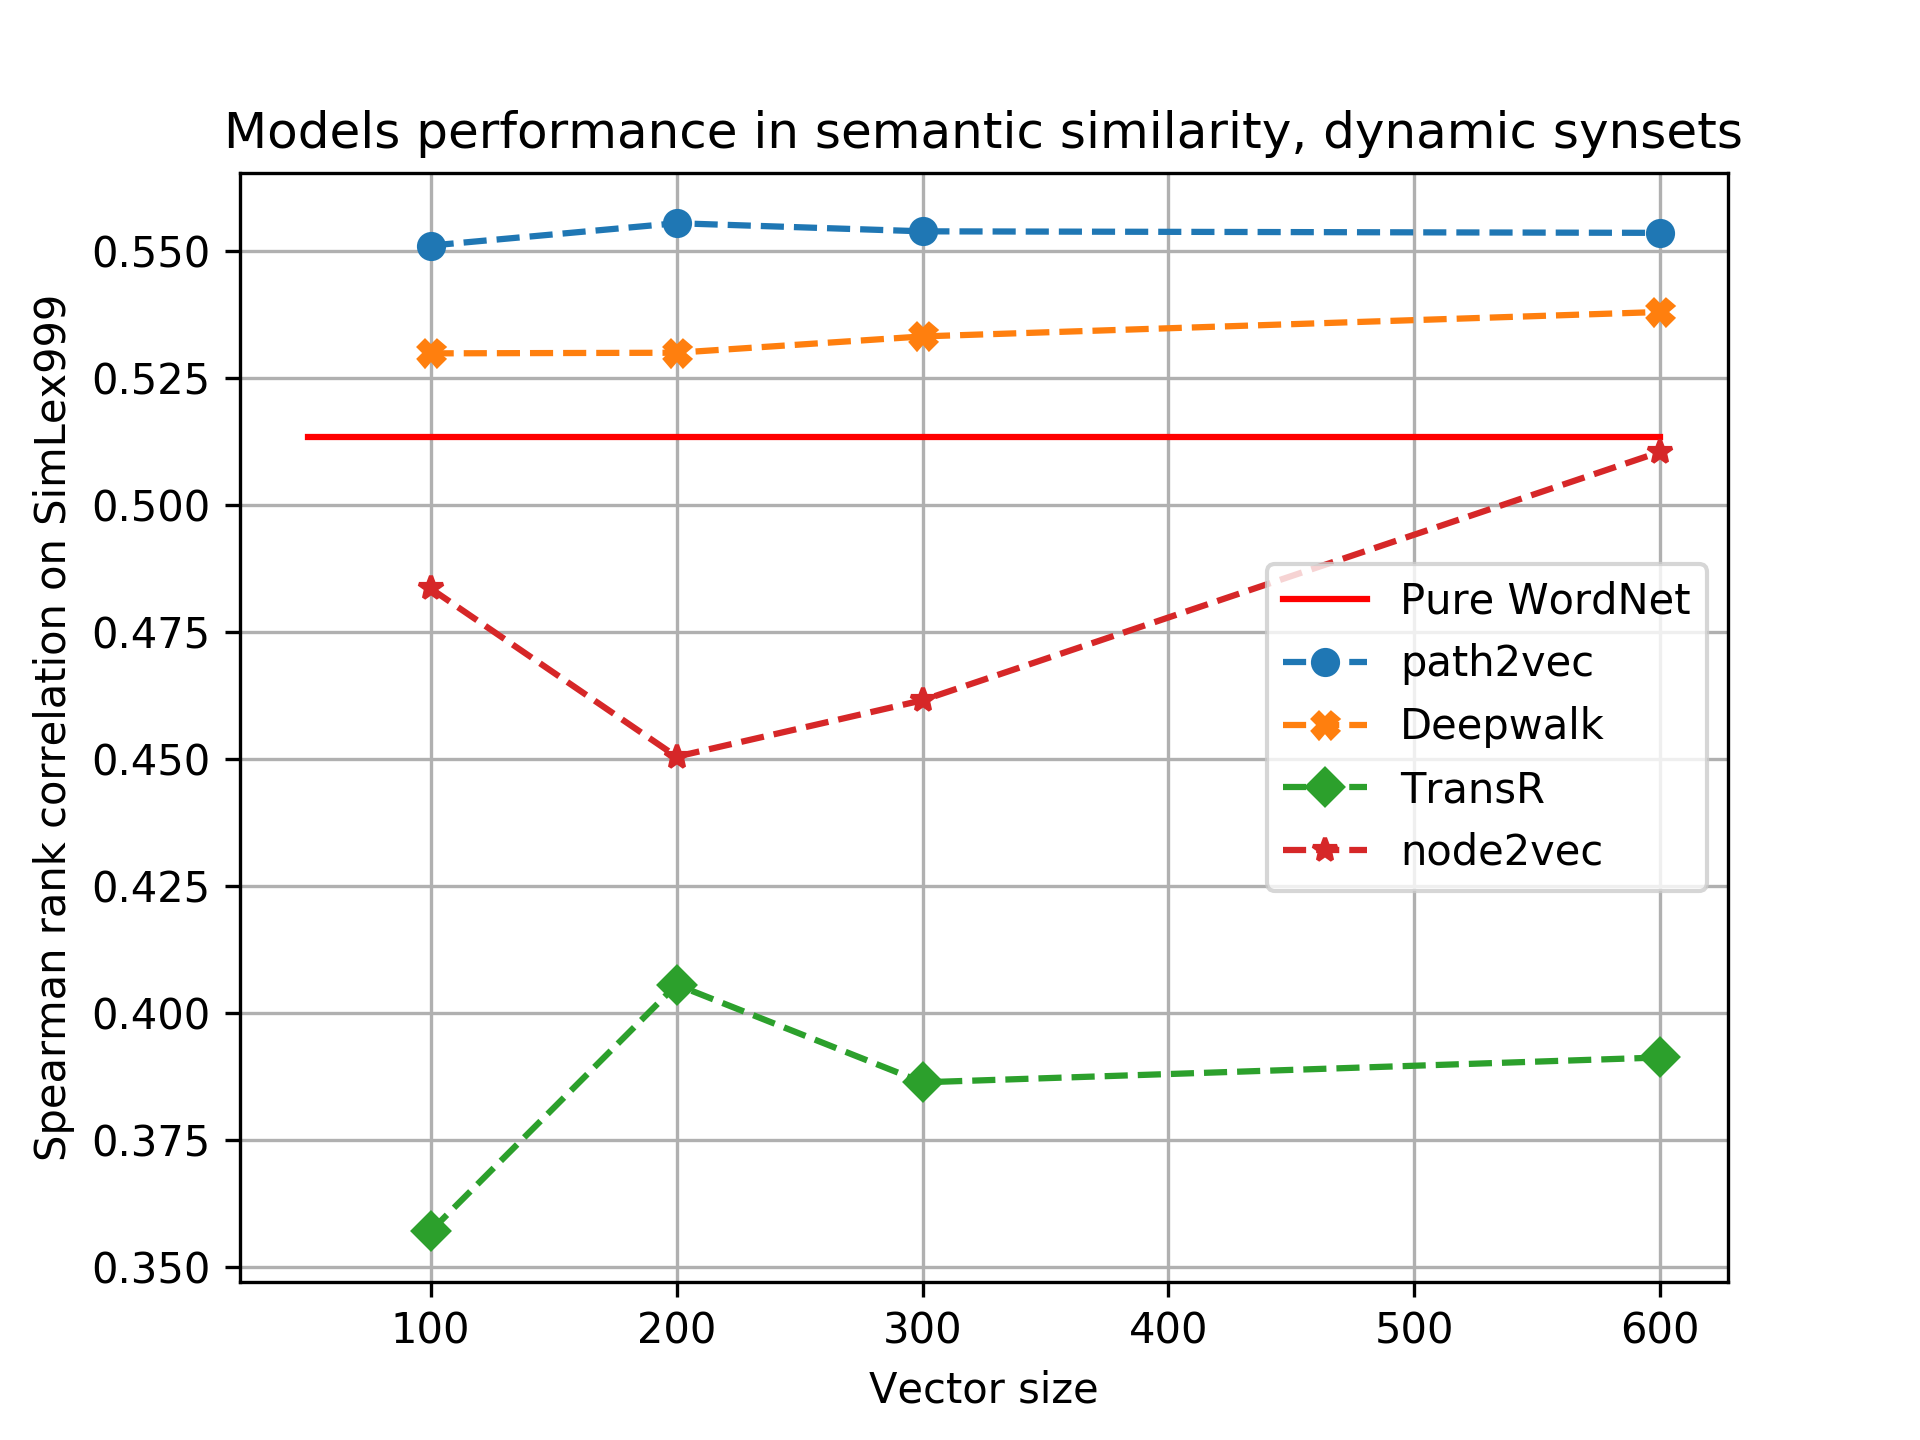 Models performance in semantic similarity, dynamic synsets
Spearman rank correlation on SimLex999
0.550
0.525
0.500
0.475
0.450
0.425
0.400
0.375
0.350
Pure WordNet
path2vec
Deepwalk
TransR
node2vec
100 200 300 400 500 600
Vector size